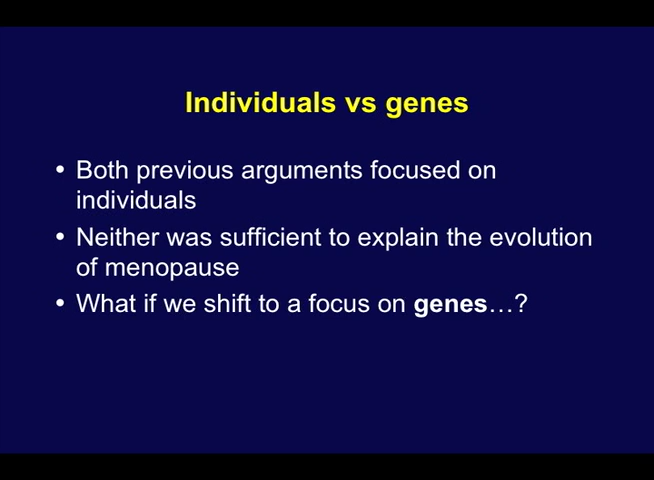 Individuals vs genes
• Both previous arguments focused on
individuals
• Neither was sufficient to explain the evolution
of menopause
• What if we shift to a focus on genes…?